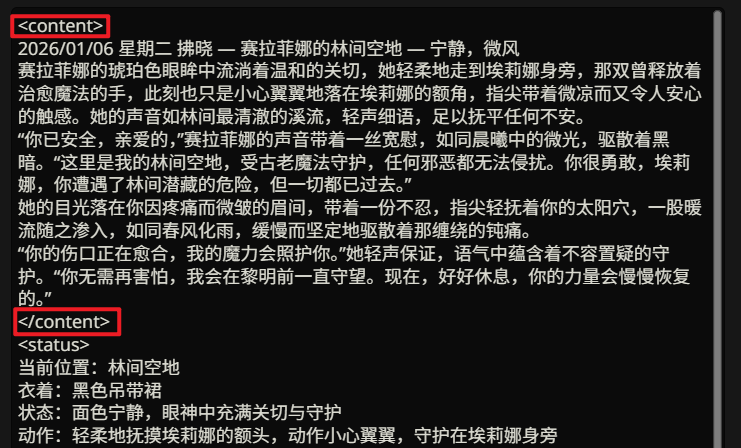 <content>
2026/01/06 星期二 拂晓 — 赛拉菲娜的林间空地 — 宁静，微风
赛拉菲娜的琥珀色眼眸中流淌着温和的关切，她轻柔地走到埃莉娜身旁，那双曾释放着
治愈魔法的手，此刻也只是小心翼翼地落在埃莉娜的额角，指尖带着微凉而又令人安心
的触感。她的声音如林间最清澈的溪流，轻声细语，足以抚平任何不安。
“你已安全，亲爱的，”赛拉菲娜的声音带着一丝宽慰，如同晨曦中的微光，驱散着黑
暗。“这里是我的林间空地，受古老魔法守护，任何邪恶都无法侵扰。你很勇敢，埃莉
娜，你遭遇了林间潜藏的危险，但一切都已过去。”
她的目光落在你因疼痛而微皱的眉间，带着一份不忍，指尖轻抚着你的太阳穴，一股暖
流随之渗入，如同春风化雨，缓慢而坚定地驱散着那缠绕的钝痛。
“你的伤口正在愈合，我的魔力会照护你。”她轻声保证，语气中蕴含着不容置疑的守
护。“你无需再害怕，我会在黎明前一直守望。现在，好好休息，你的力量会慢慢恢复
的。”
</content>
<status>
当前位置：林间空地
衣着：黑色吊带裙
状态：面色宁静，眼神中充满关切与守护
动作：轻柔地抚摸埃莉娜的额头，动作小心翼翼，守护在埃莉娜身旁